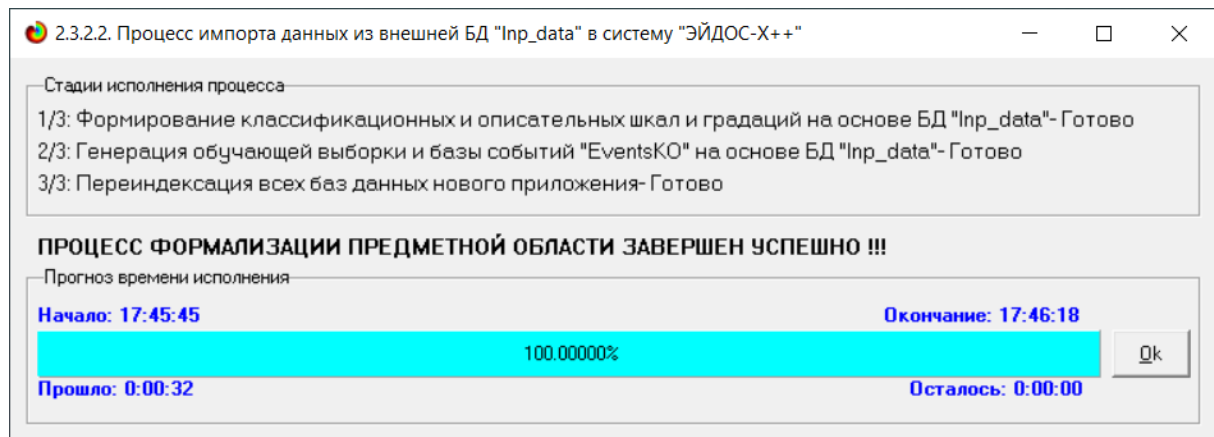 2.3.2.2. Процесс импорта данных из внешней БД "Inp_data" в систему "ЭЙДОС-X++"
Стадии исполнения процесса
1/3: Формирование классификационных и описательных шкал и градаций на основе БД "Inp_data"- Готово
2/3: Генерация обучающей выборки и базы событий "EventsKO" на основе БД "Inp_data"- Готово
3/3: Переиндексация всех баз данных нового приложения- Готово
ПРОЦЕСС ФОРМАЛИЗАЦИИ ПРЕДМЕТНОЙ ОБЛАСТИ ЗАВЕРШЕН УСПЕШНО !!!
Прогноз времени исполнения
Начало: 17:45:45 Окончание: 17:46:18
100.00000% Ok
Прошло: 0:00:32 Осталось: 0:00:00